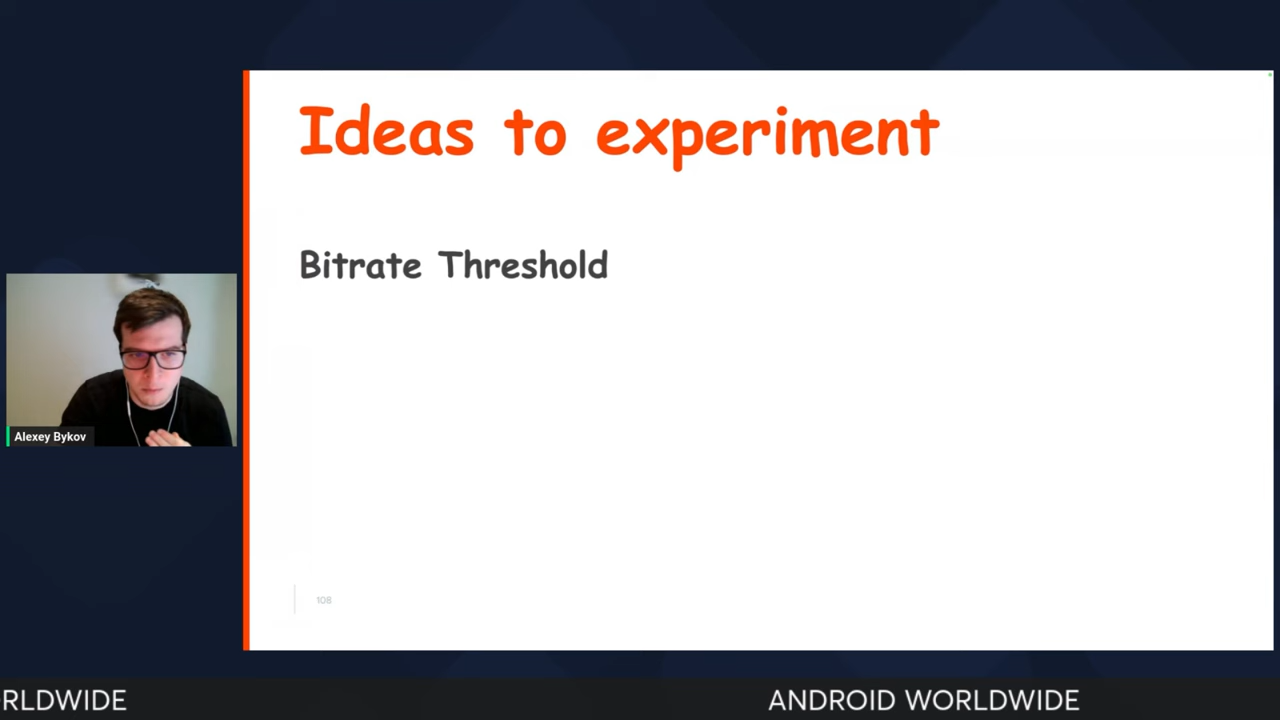 Ideas to experiment
Bitrate Threshold
Alexey Bykov
108
RLDWIDE
ANDROID WORLDWIDE